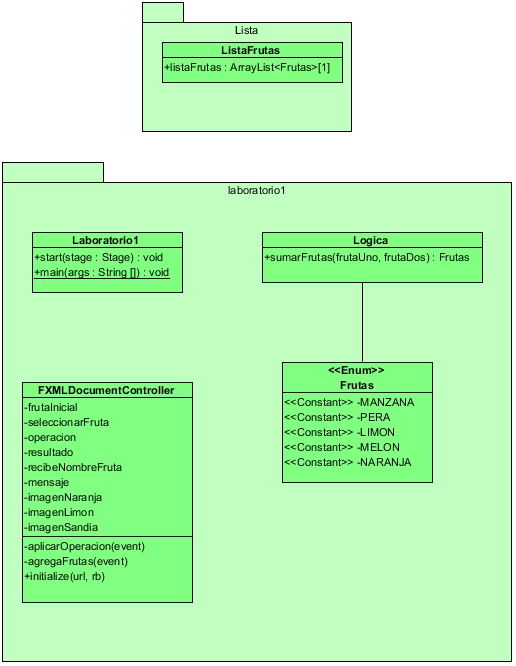 Lista
ListaFrutas
+listaFrutas : ArrayList<Frutas>[1]
laboratorio1
Laboratorio1
+start(stage : Stage) : void
+main(args : String []) : void
Logica
+sumarFrutas(frutaUno, frutaDos) : Frutas
<<Enum>>
Frutas
<<Constant>> -MANZANA
<<Constant>> -PERA
<<Constant>> -LIMON
<<Constant>> -MELON
<<Constant>> -NARANJA
FXMLDocumentController
-frutaInicial
-seleccionarFruta
-operacion
-resultado
-recibeNombreFruta
-mensaje
-imagenNaranja
-imagenLimon
-imagenSandia
-aplicarOperacion(event)
-agregaFrutas(event)
+initialize(url, rb)